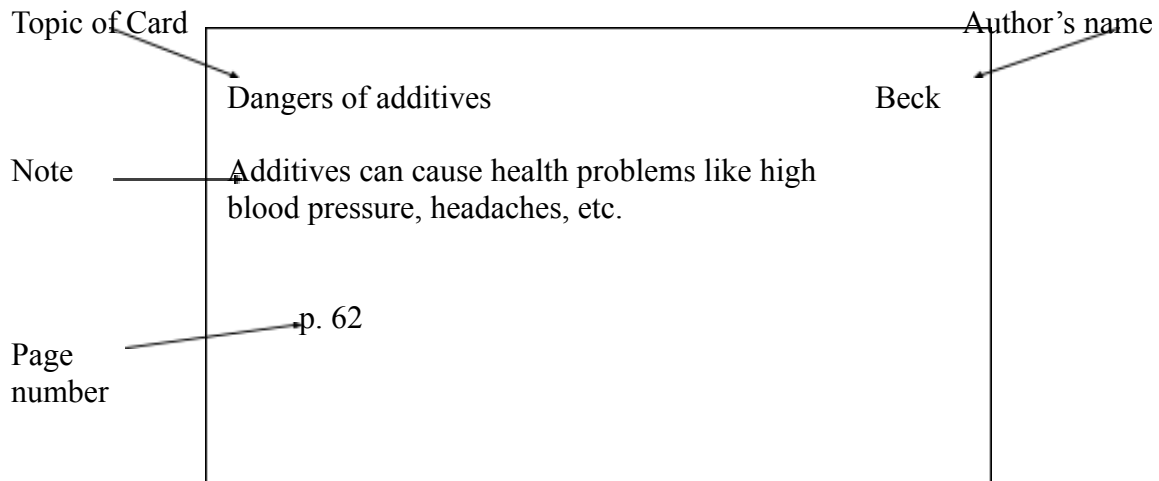 Topic of Card
Author’s name
Dangers of additives
Beck
Note
Additives can cause health problems like high
blood pressure, headaches, etc.
p. 62
Page
number